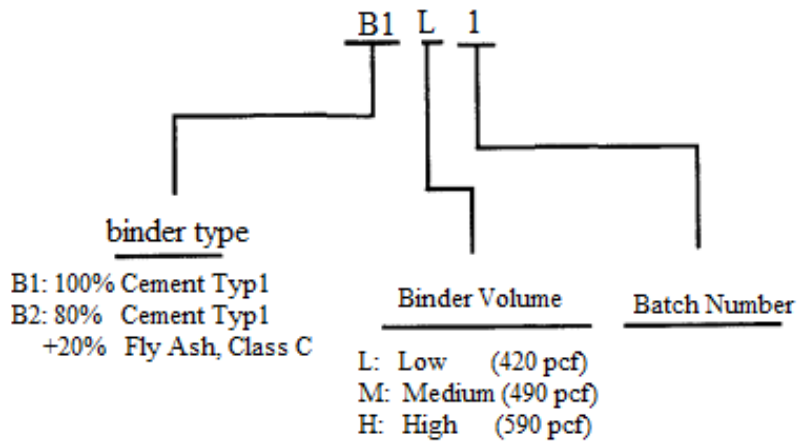 B1 L 1
binder type
B1: 100% Cement Typ1
B2: 80% Cement Typ1
+20% Fly Ash, Class C
Binder Volume
L: Low (420 pcf)
M: Medium (490 pcf)
H: High (590 pcf)
Batch Number